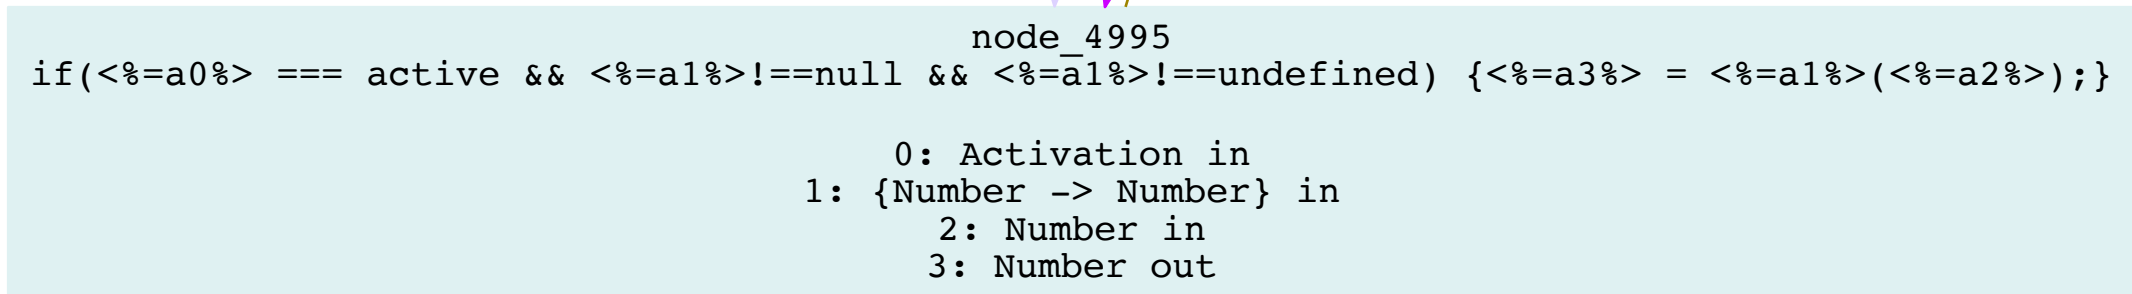 node_4995
if(<%=a0%> === active && <%=a1%>!==null && <%=a1%>!==undefined) {<%=a3%> = <%=a1%>(<%=a2%>);}
0: Activation in
1: {Number -> Number} in
2: Number in
3: Number out